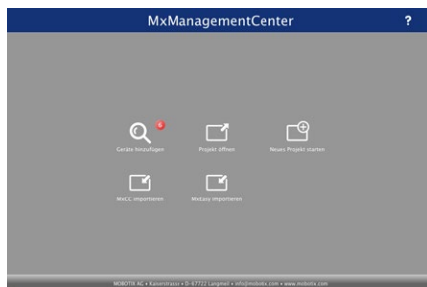 MxManagementCenter ?
6
Geräte hinzufügen Projekt öffnen Neues Projekt starten
MxCC importieren MxEasy importieren
MOBOTIX AG • Kaiserstrasse • D-67722 Langmeil • info@mobotix.com • www.mobotix.com